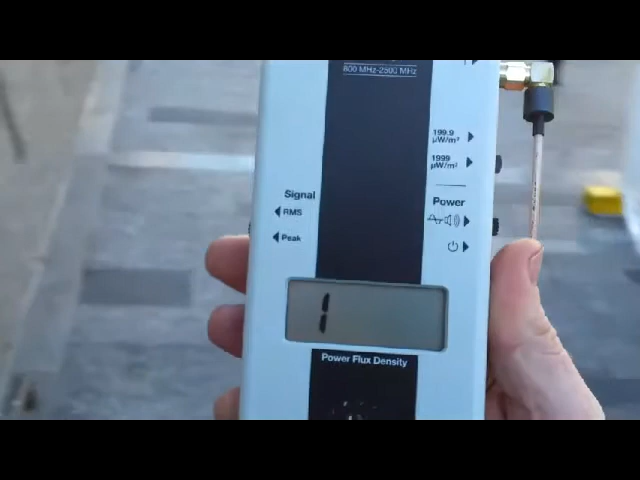 800 MHz-2500 MHz
199.9
µW/m²
1999
µW/m²
Signal
RMS
Peak
Power
1
Power Flux Density